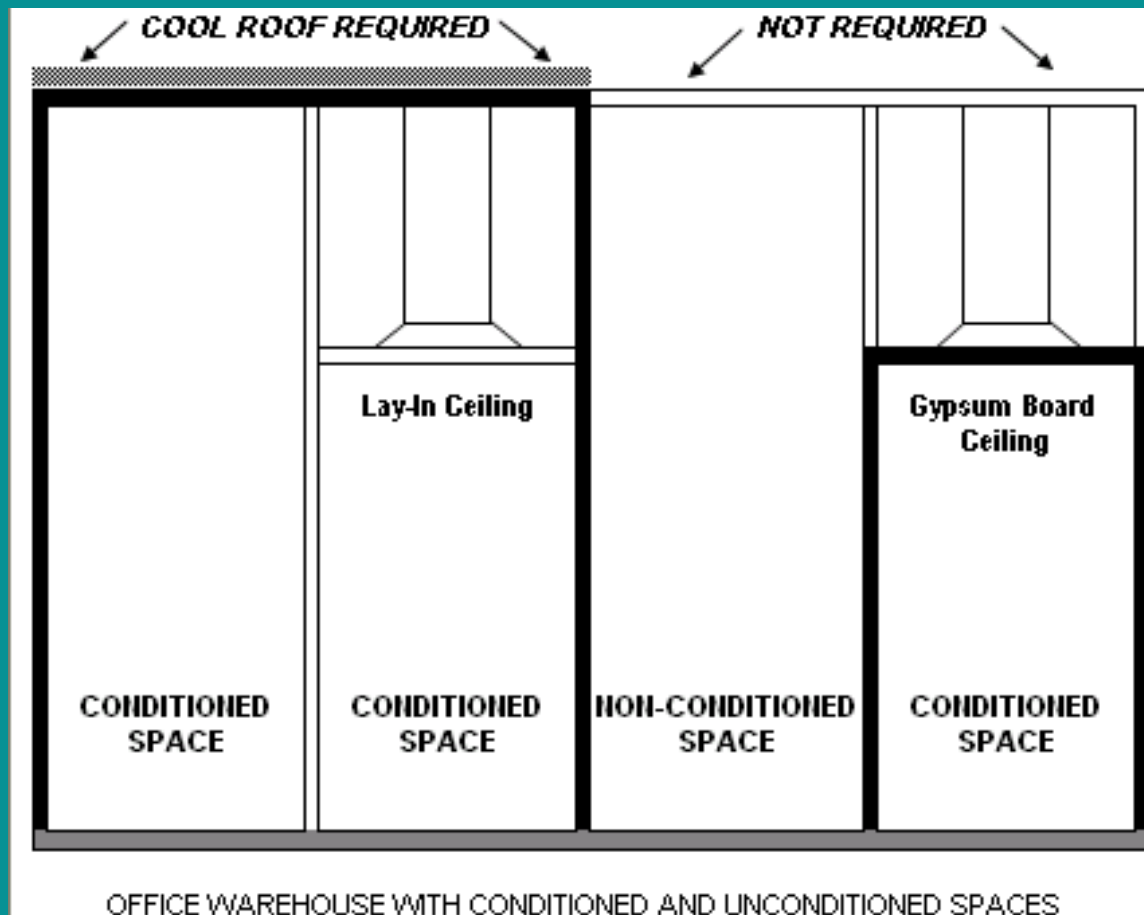 COOL ROOF REQUIRED
NOT REQUIRED
Lay-In Ceiling
Gypsum Board
Ceiling
CONDITIONED
SPACE
CONDITIONED
SPACE
NON-CONDITIONED
SPACE
CONDITIONED
SPACE
OFFICE WAREHOUSE WITH CONDITIONED AND UNCONDITIONED SPACES